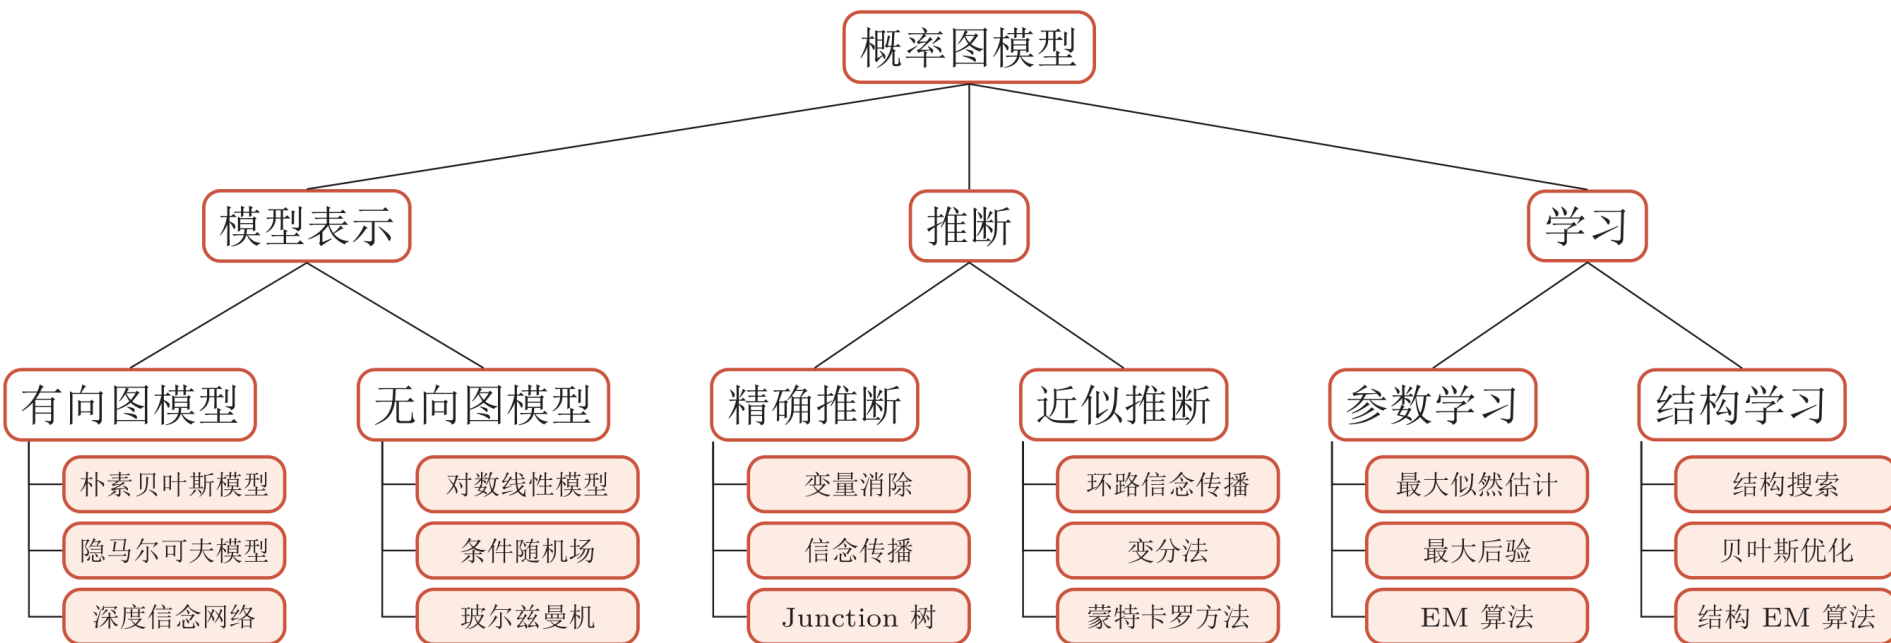 概率图模型
模型表示
推断
学习
有向图模型
无向图模型
精确推断
近似推断
参数学习
结构学习
朴素贝叶斯模型
对数线性模型
变量消除
环路信念传播
最大似然估计
结构搜索
隐马尔可夫模型
条件随机场
信念传播
变分法
最大后验
贝叶斯优化
深度信念网络
玻尔兹曼机
Junction 树
蒙特卡罗方法
EM 算法
结构 EM 算法